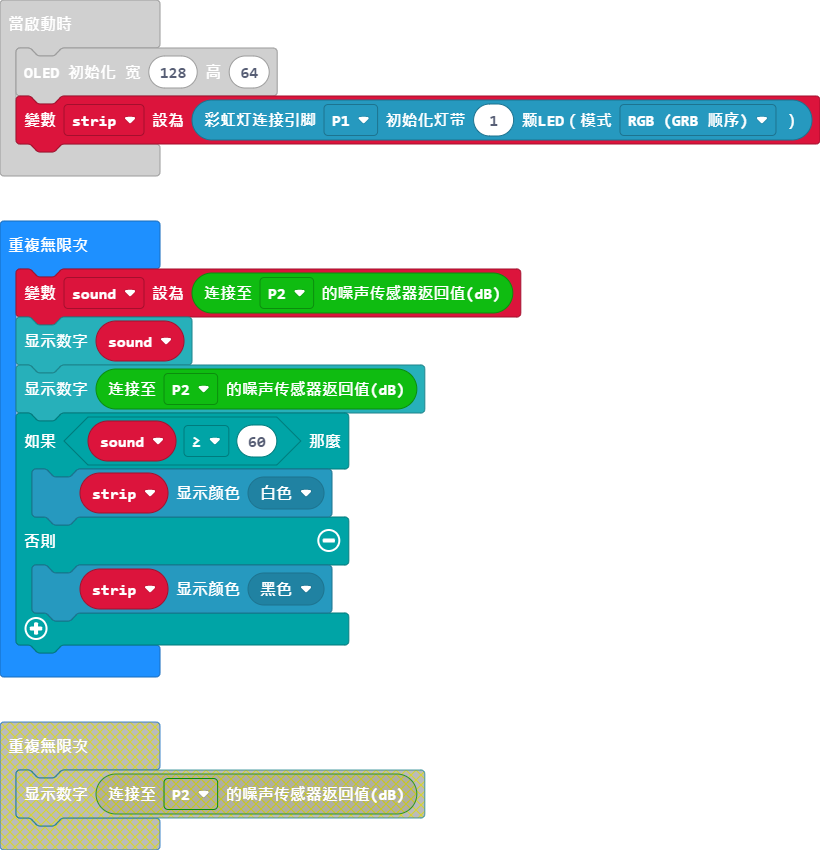 當啟動時
OLED 初始化 宽 128 高 64
變數 strip 設為 彩虹灯连接引脚 P1 初始化灯带 1 颗LED（模式 RGB (GRB 顺序) ）
重複無限次
變數 sound 設為 连接至 P2 的噪声传感器返回值(dB)
显示数字 sound
显示数字 连接至 P2 的噪声传感器返回值(dB)
如果 sound ≥ 60 那麼
strip 显示颜色 白色
否則
strip 显示颜色 黑色
重複無限次
显示数字 连接至 P2 的噪声传感器返回值(dB)